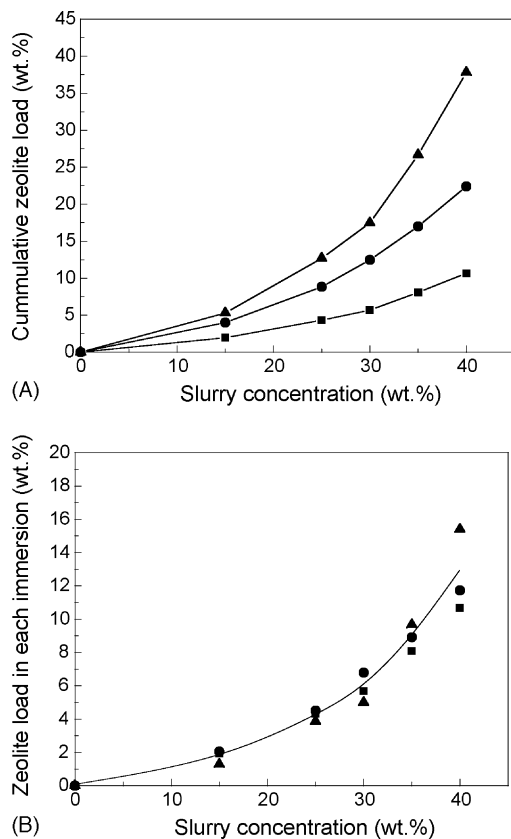 45
40
35
30
25
20
15
10
5
0
0 10 20 30 40
Cummulative zeolite load (wt.%)
Slurry concentration (wt.%)
(A)
20
18
16
14
12
10
8
6
4
2
0
0 10 20 30 40
Zeolite load in each immersion (wt.%)
Slurry concentration (wt.%)
(B)